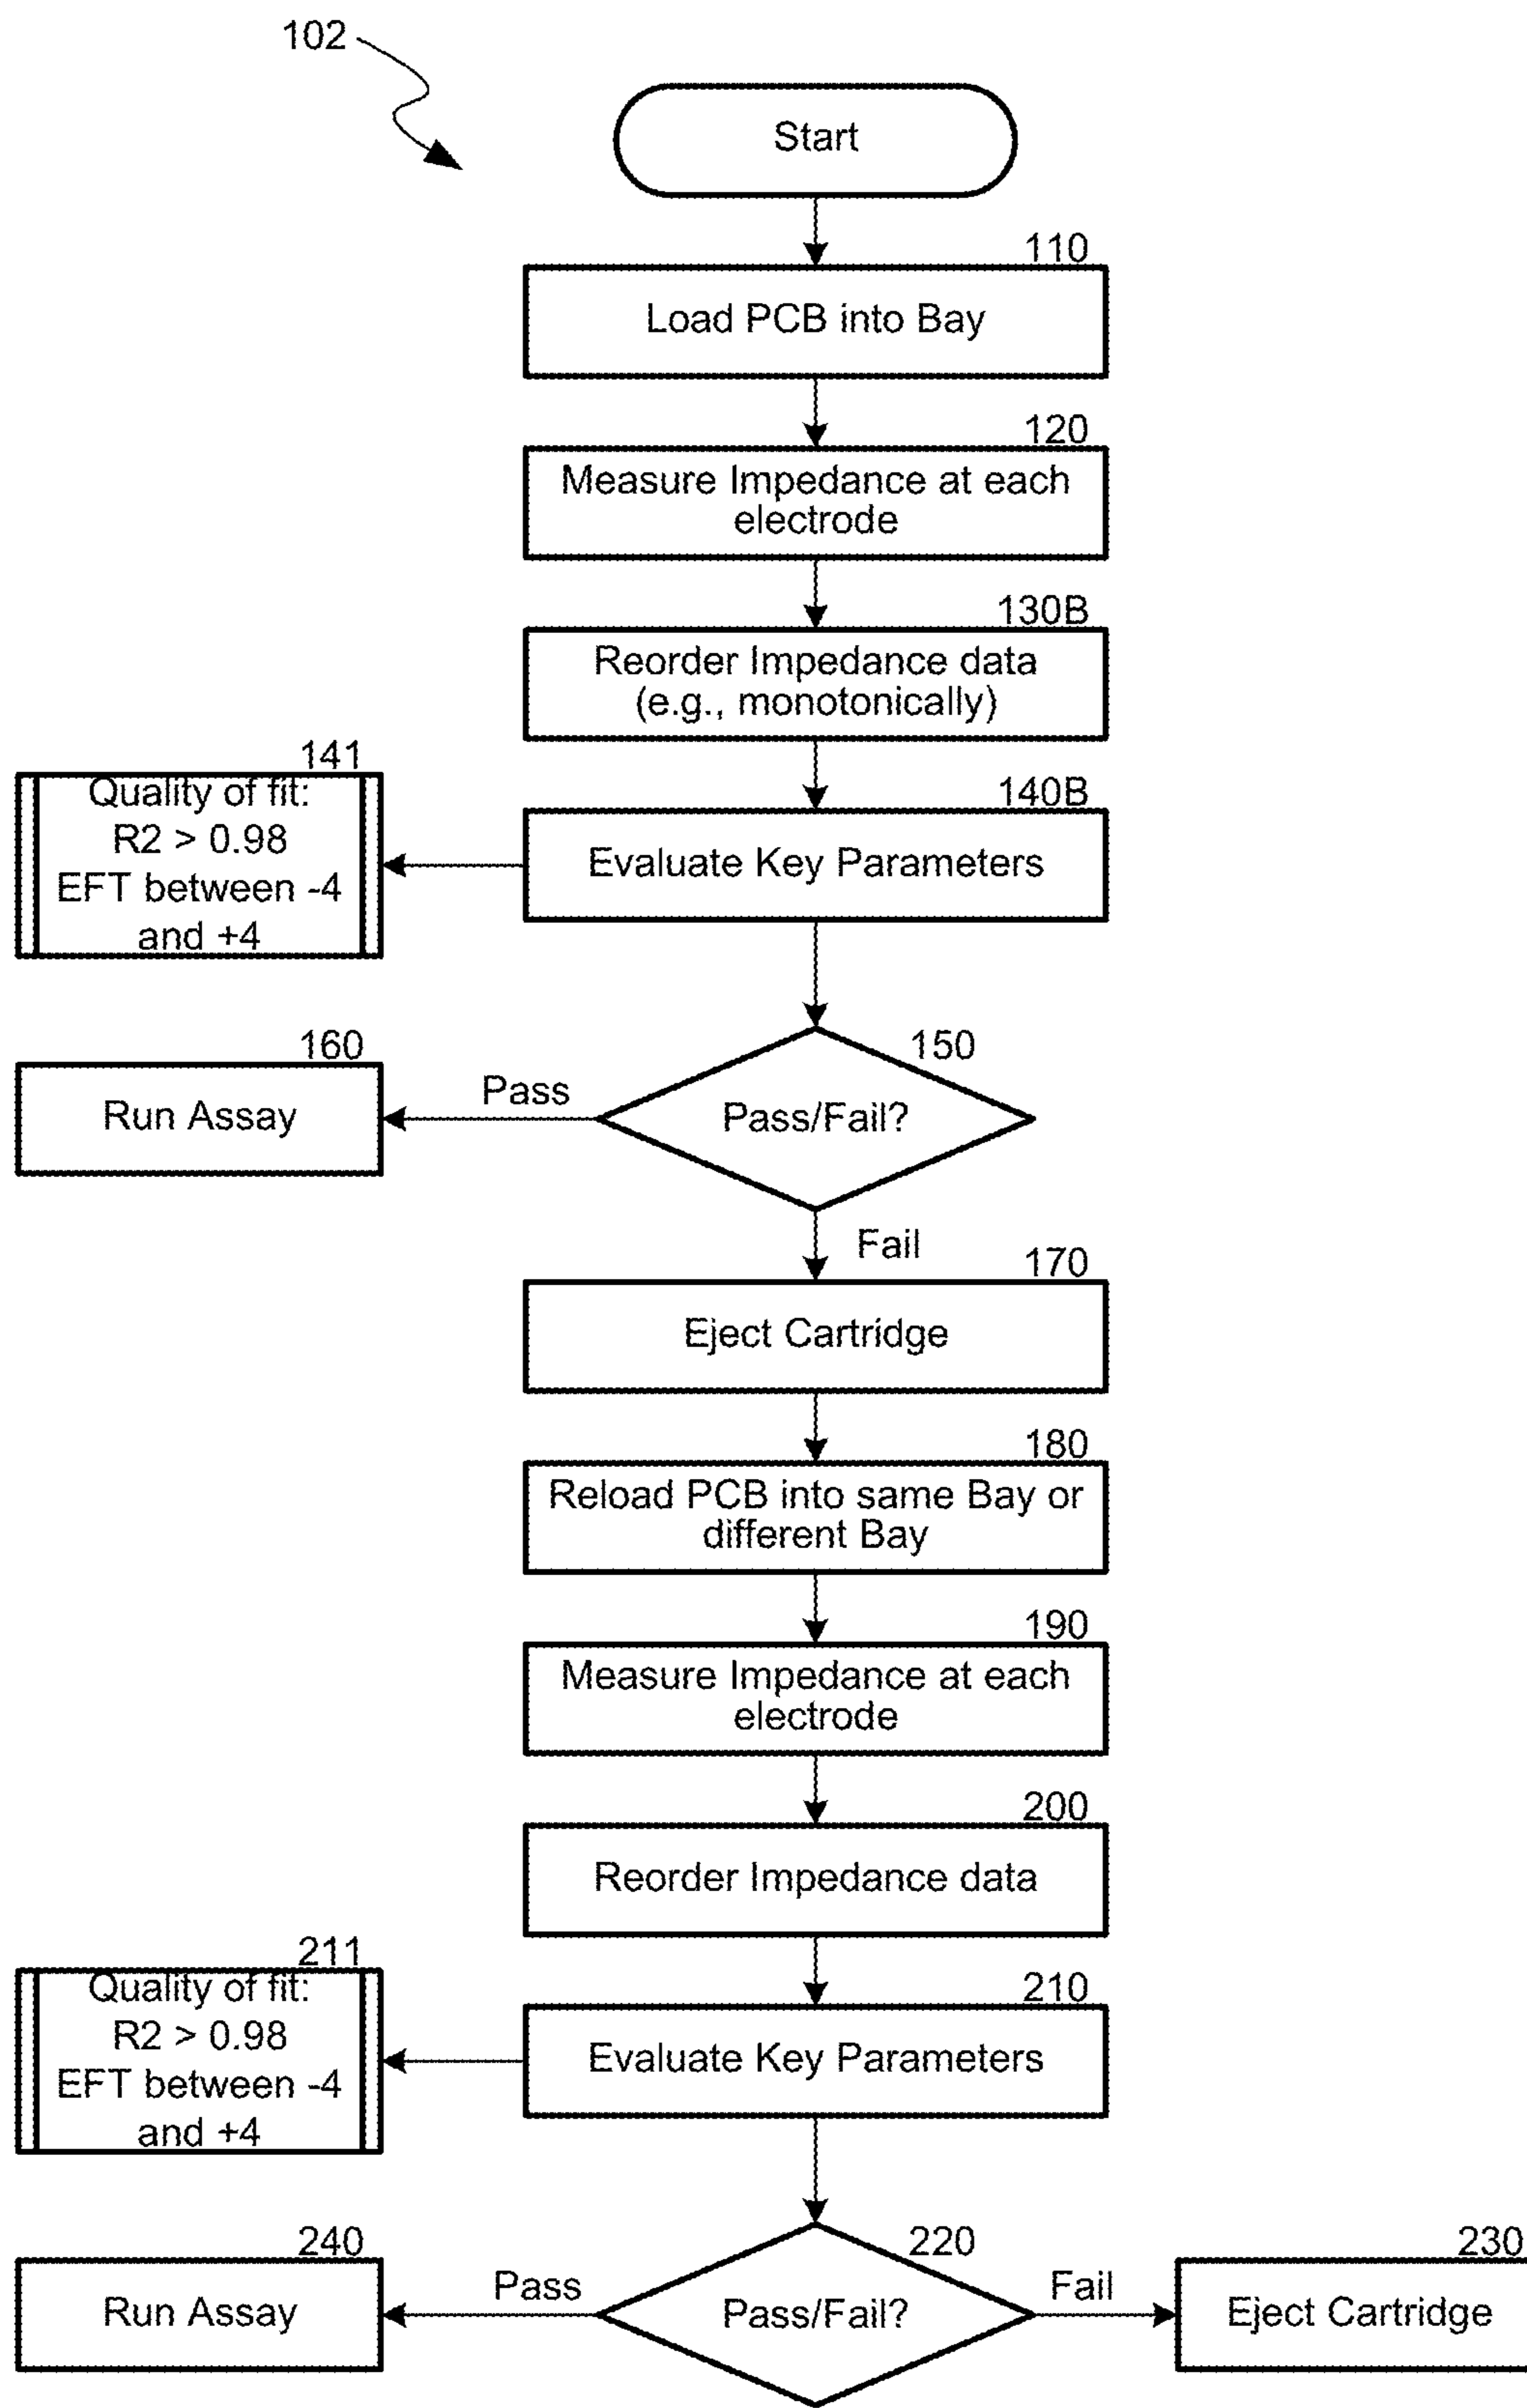 102
Start
110
Load PCB into Bay
120
Measure Impedance at each
electrode
130B
Reorder Impedance data
(e.g., monotonically)
141
Quality of fit:
R2 > 0.98
EFT between -4
and +4
140B
Evaluate Key Parameters
160
Run Assay
Pass
150
Pass/Fail?
Fail
170
Eject Cartridge
180
Reload PCB into same Bay or
different Bay
190
Measure Impedance at each
electrode
200
Reorder Impedance data
211
Quality of fit:
R2 > 0.98
EFT between -4
and +4
210
Evaluate Key Parameters
240
Run Assay
Pass
220
Pass/Fail?
Fail
230
Eject Cartridge